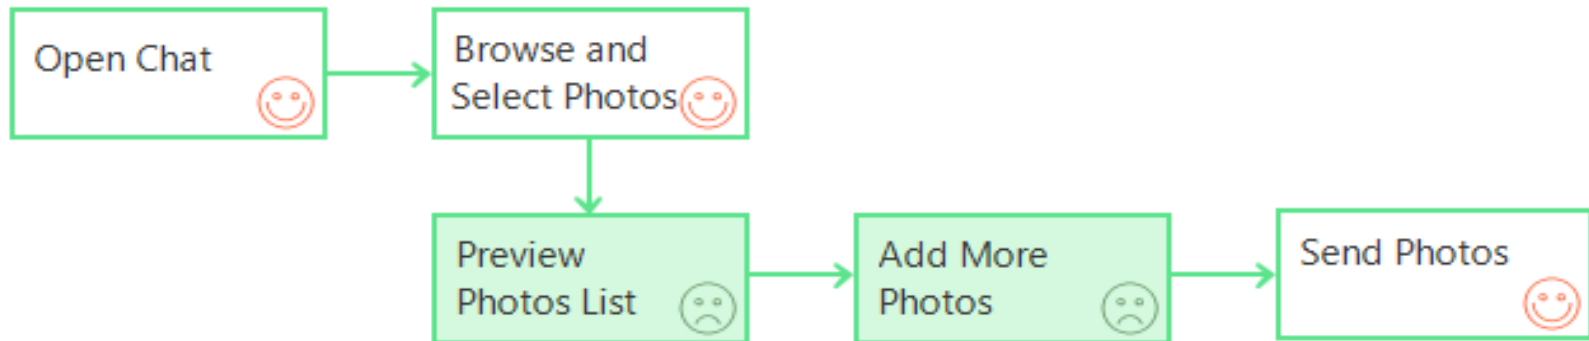 Open Chat
Browse and
Select Photos
Preview
Photos List
Add More
Photos
Send Photos